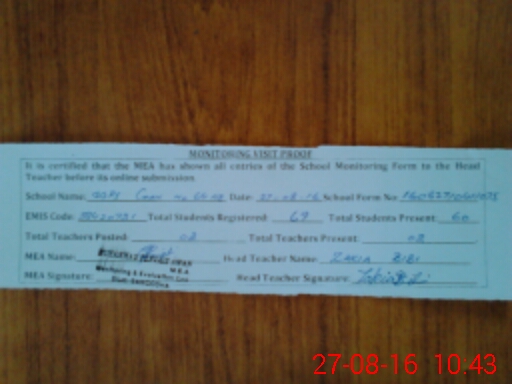 MONITORING VISIT PROOF
It is certified that the MEA has shown all entries of the School Monitoring Form to the Head
Teacher before its online submission.
School Name: Date: 27-08-16 School Form No
EMIS Code: Total Students Registered: 69 Total Students Present: 60
Total Teachers Posted: 02 Total Teachers Present: 02
MEA Name: Head Teacher Name: ZAKIA BIBI
MEA Signature: Head Teacher Signature:
Monitoring & Evaluation
27-08-16 10:43